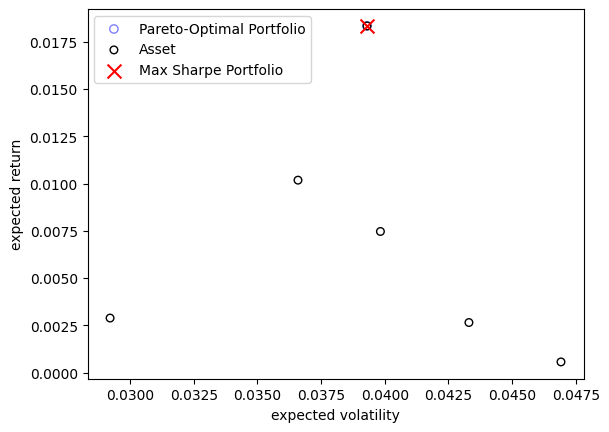 Pareto-Optimal Portfolio
Asset
Max Sharpe Portfolio
expected return
0.0175
0.0150
0.0125
0.0100
0.0075
0.0050
0.0025
0.0000
0.0300 0.0325 0.0350 0.0375 0.0400 0.0425 0.0450 0.0475
expected volatility